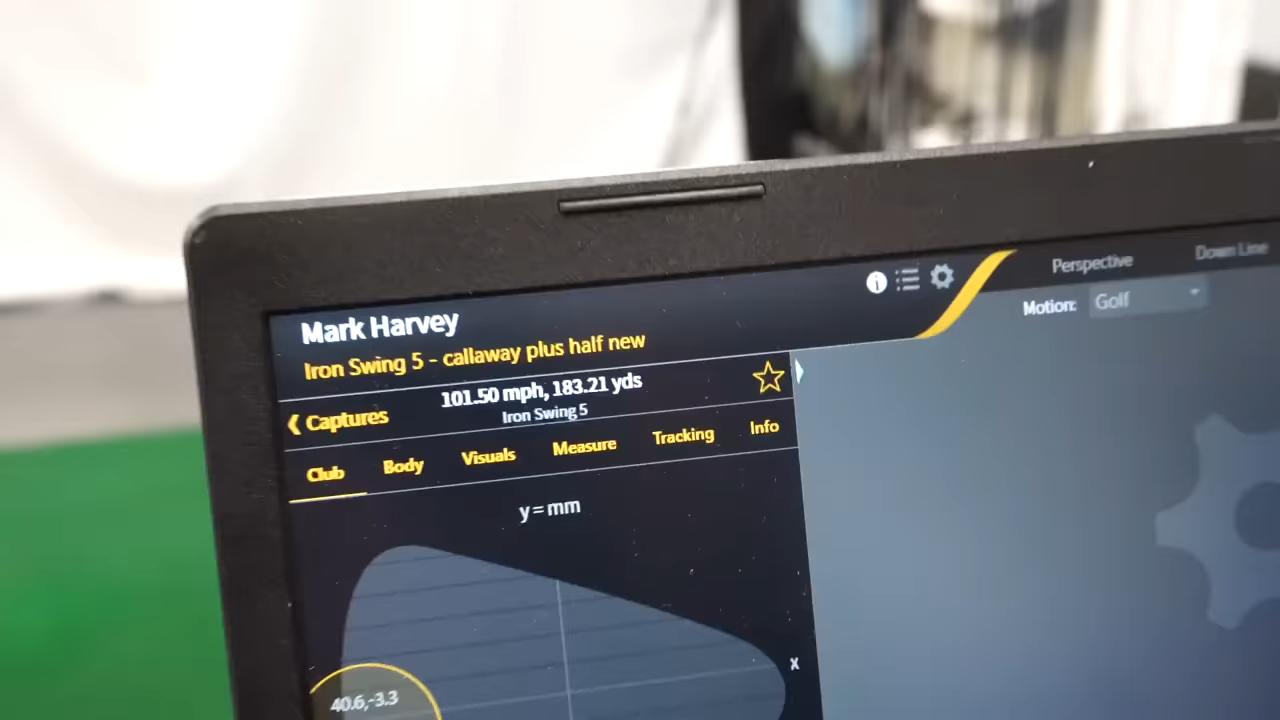 Mark Harvey
Iron Swing 5 - callaway plus half new
Captures
101.50 mph, 183.21 yds
Iron Swing 5
Club Body Visuals Measure Tracking Info
y = mm
x
40.6,-3.3
Perspective Down Line
Motion: Golf